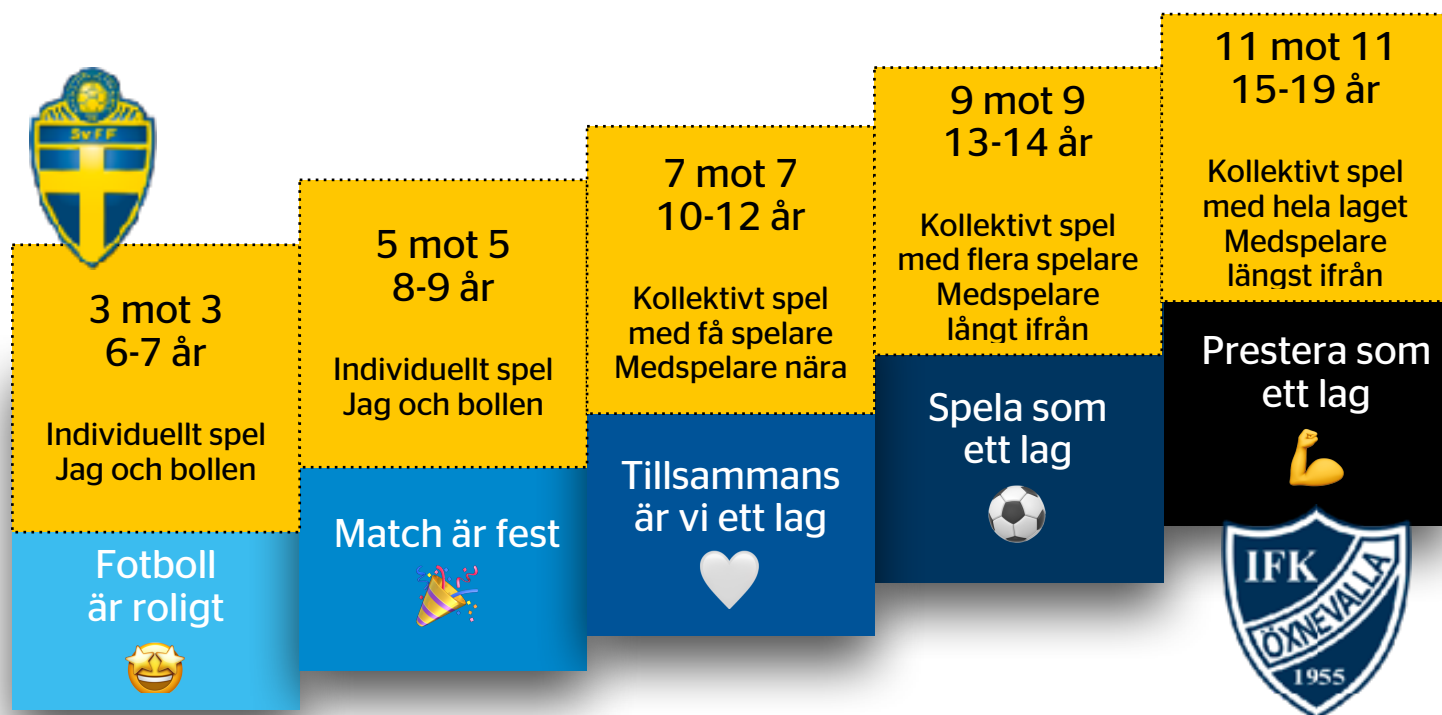 SvFF
3 mot 3
6-7 år
Individuellt spel
Jag och bollen
Fotboll
är roligt
5 mot 5
8-9 år
Individuellt spel
Jag och bollen
Match är fest
7 mot 7
10-12 år
Kollektivt spel
med få spelare
Medspelare nära
Tillsammans
är vi ett lag
9 mot 9
13-14 år
Kollektivt spel
med flera spelare
Medspelare
långt ifrån
Spela som
ett lag
11 mot 11
15-19 år
Kollektivt spel
med hela laget
Medspelare
längst ifrån
Prestera som
ett lag
IFK
ÖXNEVALLA
1955